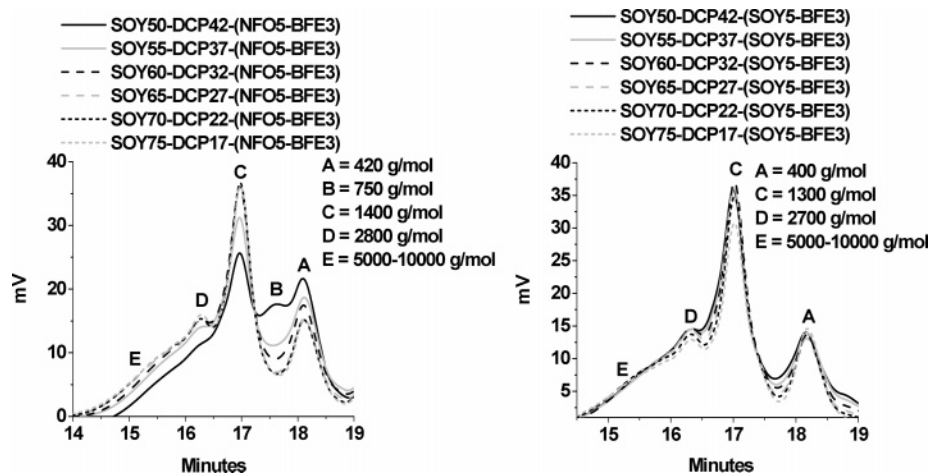 SOY50-DCP42-(NFO5-BFE3)
SOY55-DCP37-(NFO5-BFE3)
SOY60-DCP32-(NFO5-BFE3)
SOY65-DCP27-(NFO5-BFE3)
SOY70-DCP22-(NFO5-BFE3)
SOY75-DCP17-(NFO5-BFE3)
A = 420 g/mol
B = 750 g/mol
C = 1400 g/mol
D = 2800 g/mol
E = 5000-10000 g/mol
C
A
B
D
E
40
30
20
10
0
mV
14 15 16 17 18 19
Minutes
SOY50-DCP42-(SOY5-BFE3)
SOY55-DCP37-(SOY5-BFE3)
SOY60-DCP32-(SOY5-BFE3)
SOY65-DCP27-(SOY5-BFE3)
SOY70-DCP22-(SOY5-BFE3)
SOY75-DCP17-(SOY5-BFE3)
A = 400 g/mol
C = 1300 g/mol
D = 2700 g/mol
E = 5000-10000 g/mol
C
D
A
E
40
35
30
25
20
15
10
5
mV
15 16 17 18 19
Minutes